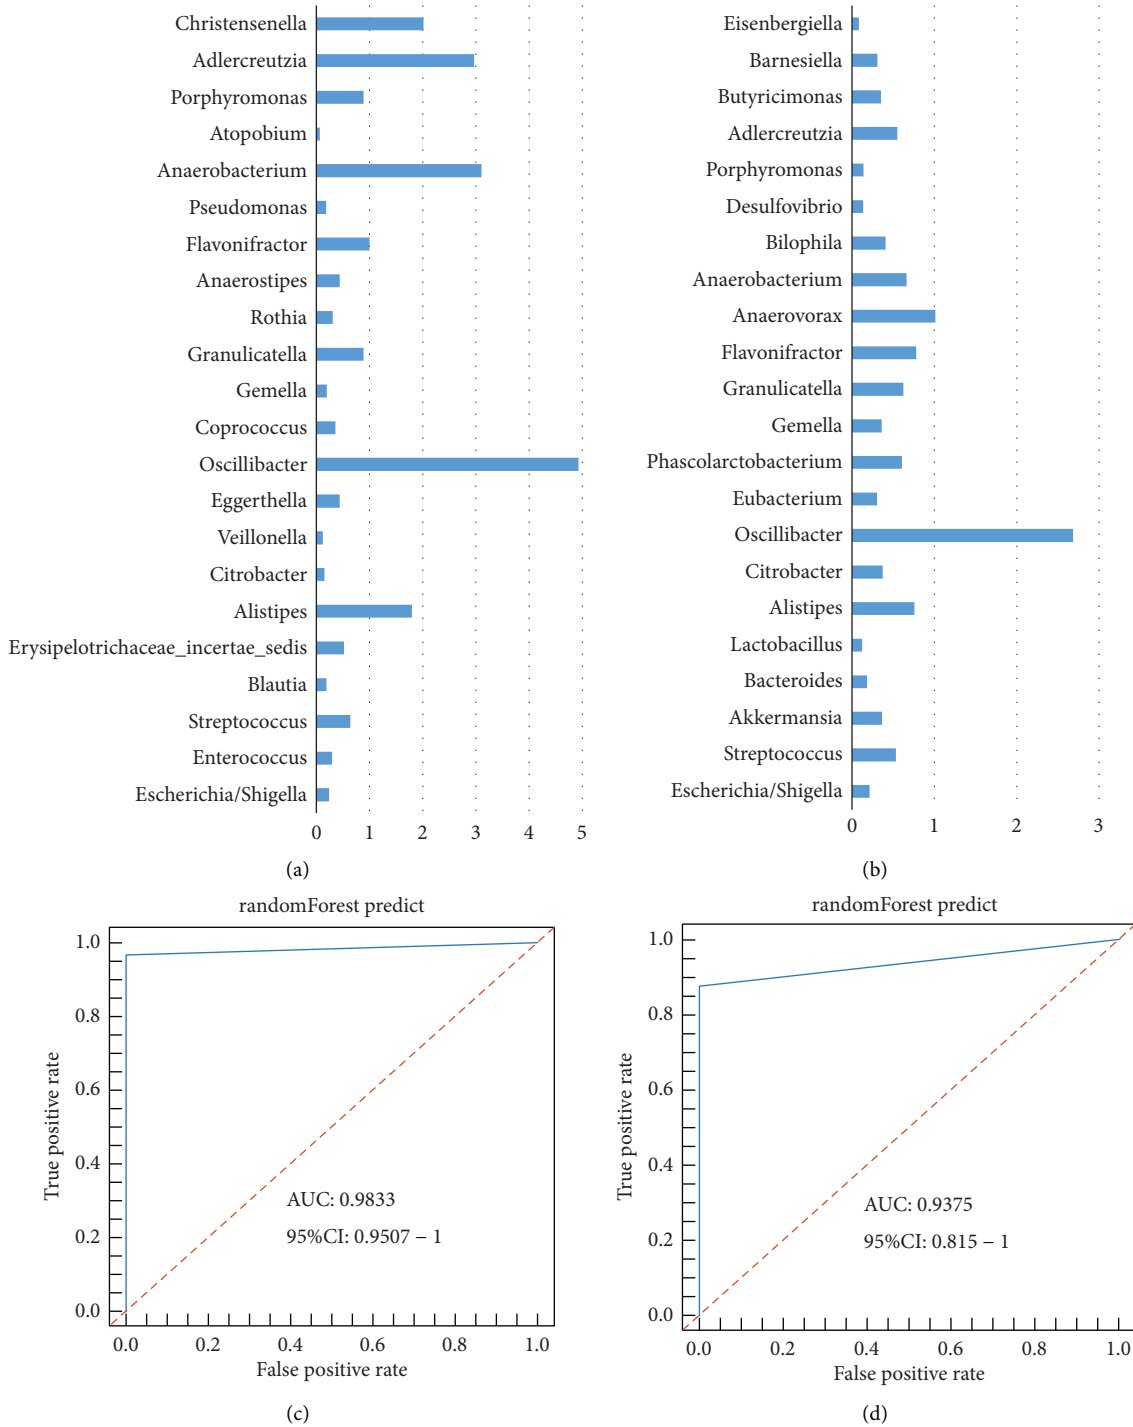 Christensenella
Adlercreutzia
Porphyromonas
Atopobium
Anaerobacterium
Pseudomonas
Flavonifractor
Anaerostipes
Rothia
Granulicatella
Gemella
Coprococcus
Oscillibacter
Eggerthella
Veillonella
Citrobacter
Alistipes
Erysipelotrichaceae_incertae_sedis
Blautia
Streptococcus
Enterococcus
Escherichia/Shigella
0 1 2 3 4 5
(a)
Eisenbergiella
Barnesiella
Butyricimonas
Adlercreutzia
Porphyromonas
Desulfovibrio
Bilophila
Anaerobacterium
Anaerovorax
Flavonifractor
Granulicatella
Gemella
Phascolarctobacterium
Eubacterium
Oscillibacter
Citrobacter
Alistipes
Lactobacillus
Bacteroides
Akkermansia
Streptococcus
Escherichia/Shigella
0 1 2 3
(b)
randomForest predict
True positive rate
1.0
0.8
0.6
0.4
0.2
0.0
AUC: 0.9833
95%CI: 0.9507 − 1
0.0 0.2 0.4 0.6 0.8 1.0
False positive rate
(c)
randomForest predict
True positive rate
1.0
0.8
0.6
0.4
0.2
0.0
AUC: 0.9375
95%CI: 0.815 − 1
0.0 0.2 0.4 0.6 0.8 1.0
False positive rate
(d)